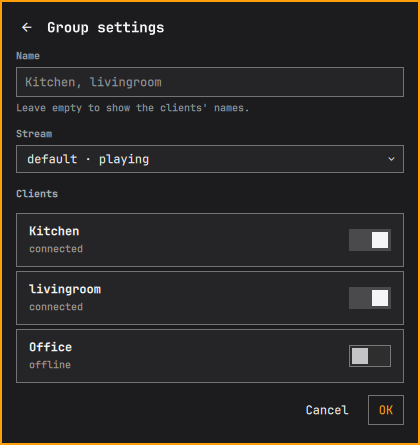 ← Group settings
Name
Kitchen, livingroom
Leave empty to show the clients' names.
Stream
default · playing
Clients
Kitchen
connected
livingroom
connected
Office
offline
Cancel OK